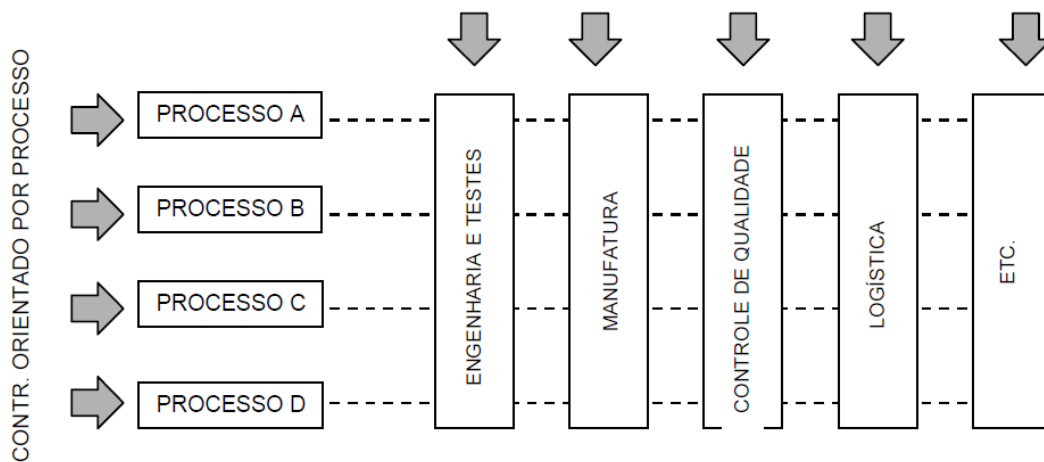 CONTR. ORIENTADO POR PROCESSO
PROCESSO A
PROCESSO B
PROCESSO C
PROCESSO D
ENGENHARIA E TESTES
MANUFATURA
CONTROLE DE QUALIDADE
LOGÍSTICA
ETC.